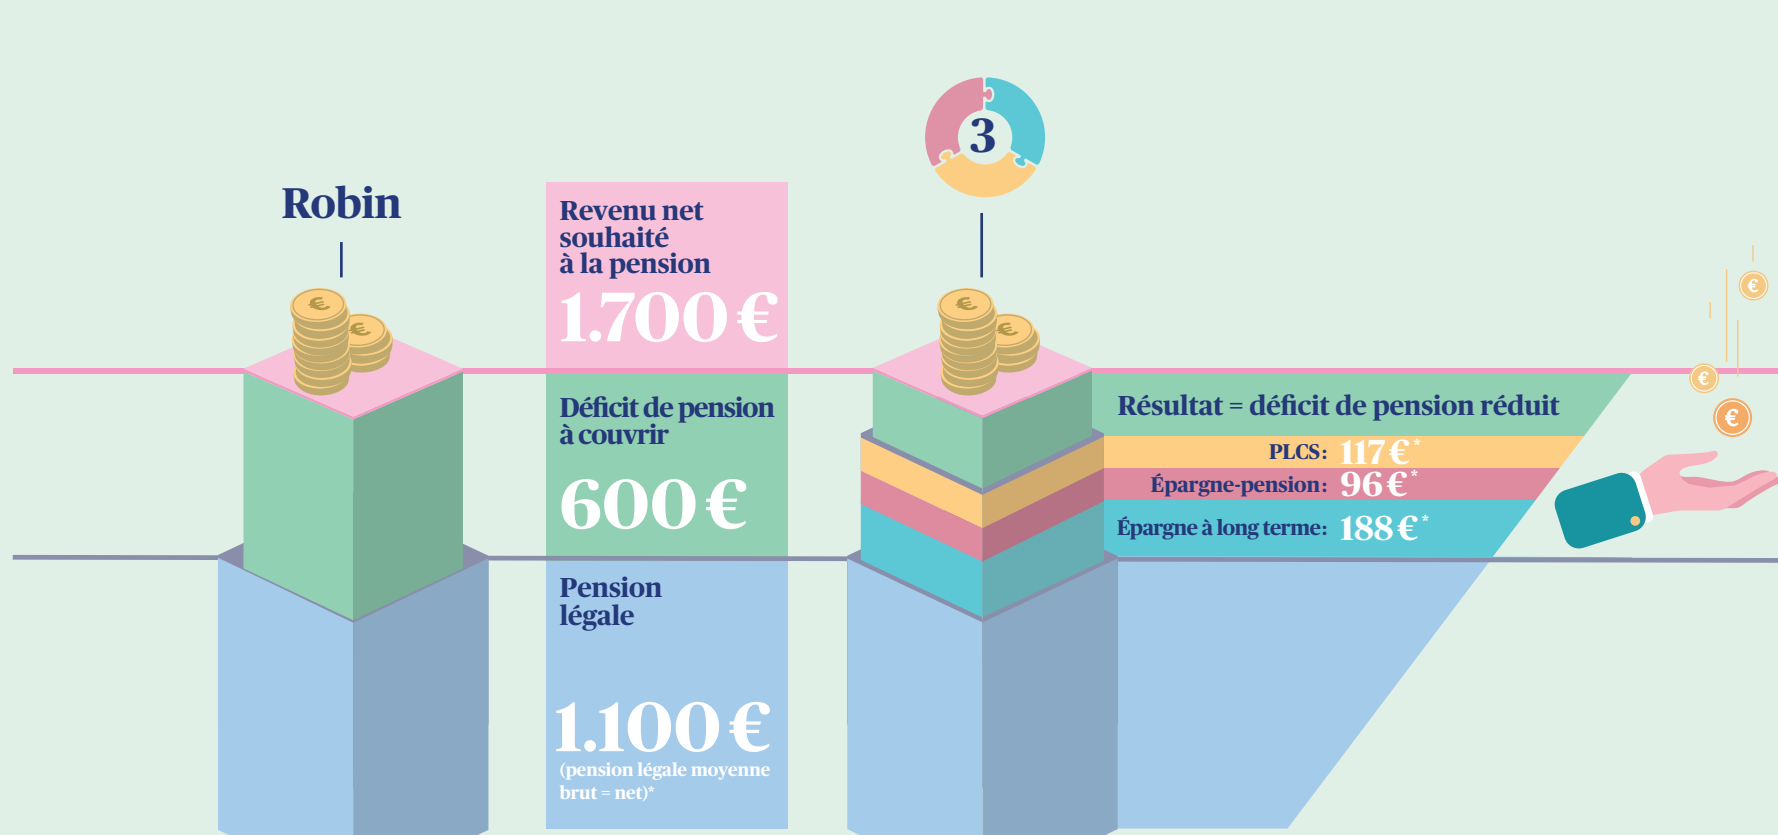 Robin
Revenu net
souhaité
à la pension
1.700 €
Déficit de pension
à couvrir
600 €
Pension
légale
1.100 €
(pension légale moyenne
brut = net)*
3
€
€
€
€
Résultat = déficit de pension réduit
PLCS: 117 €*
Épargne-pension: 96 €*
Épargne à long terme: 188 €*
€
€
€